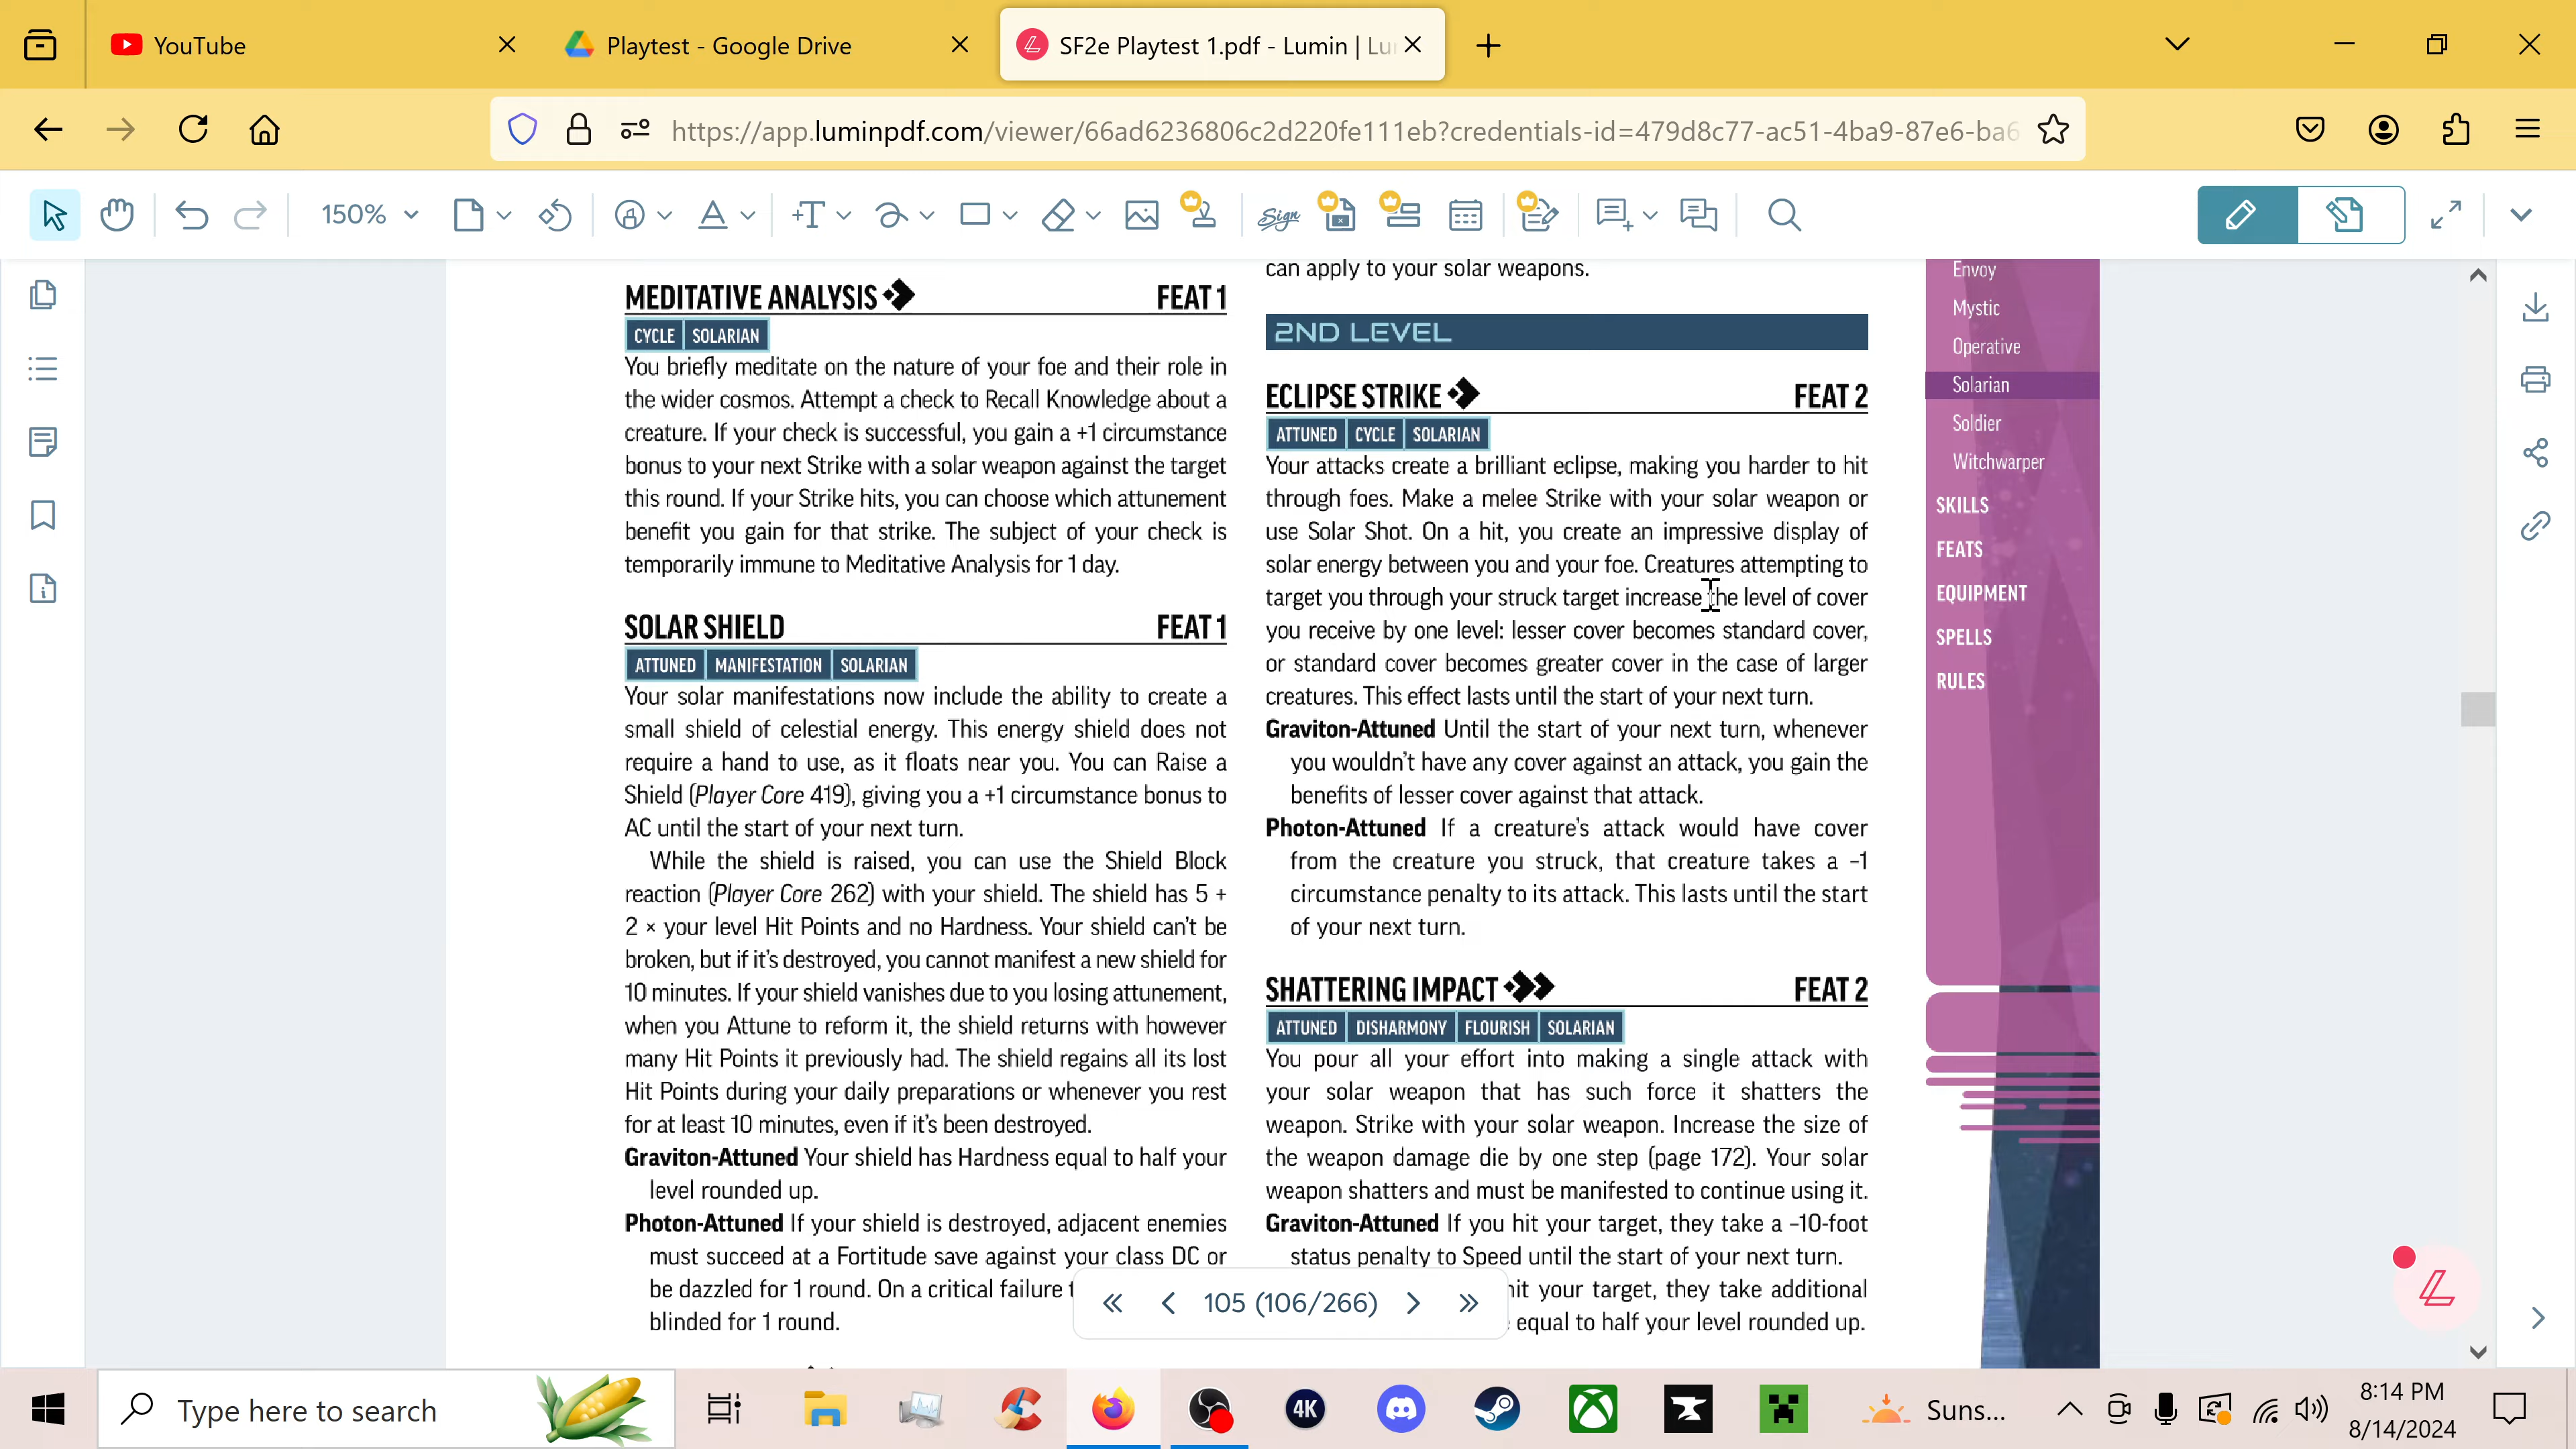 YouTube
Playtest - Google Drive
SF2e Playtest 1.pdf - Lumin | Lu
https://app.luminpdf.com/viewer/66ad6236806c2d220fe111eb?credentials-id=479d8c77-ac51-4ba9-87e6-ba6
150%
Sign
MEDITATIVE ANALYSIS FEAT 1
CYCLE SOLARIAN
You briefly meditate on the nature of your foe and their role in
the wider cosmos. Attempt a check to Recall Knowledge about a
creature. If your check is successful, you gain a +1 circumstance
bonus to your next Strike with a solar weapon against the target
this round. If your Strike hits, you can choose which attunement
benefit you gain for that strike. The subject of your check is
temporarily immune to Meditative Analysis for 1 day.
SOLAR SHIELD FEAT 1
ATTUNED MANIFESTATION SOLARIAN
Your solar manifestations now include the ability to create a
small shield of celestial energy. This energy shield does not
require a hand to use, as it floats near you. You can Raise a
Shield (Player Core 419), giving you a +1 circumstance bonus to
AC until the start of your next turn.
While the shield is raised, you can use the Shield Block
reaction (Player Core 262) with your shield. The shield has 5 +
2 × your level Hit Points and no Hardness. Your shield can't be
broken, but if it's destroyed, you cannot manifest a new shield for
10 minutes. If your shield vanishes due to you losing attunement,
when you Attune to reform it, the shield returns with however
many Hit Points it previously had. The shield regains all its lost
Hit Points during your daily preparations or whenever you rest
for at least 10 minutes, even if it's been destroyed.
Graviton-Attuned Your shield has Hardness equal to half your
level rounded up.
Photon-Attuned If your shield is destroyed, adjacent enemies
must succeed at a Fortitude save against your class DC or
be dazzled for 1 round. On a critical failure
blinded for 1 round.
can apply to your solar weapons.
2ND LEVEL
ECLIPSE STRIKE FEAT 2
ATTUNED CYCLE SOLARIAN
Your attacks create a brilliant eclipse, making you harder to hit
through foes. Make a melee Strike with your solar weapon or
use Solar Shot. On a hit, you create an impressive display of
solar energy between you and your foe. Creatures attempting to
target you through your struck target increase the level of cover
you receive by one level: lesser cover becomes standard cover,
or standard cover becomes greater cover in the case of larger
creatures. This effect lasts until the start of your next turn.
Graviton-Attuned Until the start of your next turn, whenever
you wouldn't have any cover against an attack, you gain the
benefits of lesser cover against that attack.
Photon-Attuned If a creature's attack would have cover
from the creature you struck, that creature takes a −1
circumstance penalty to its attack. This lasts until the start
of your next turn.
SHATTERING IMPACT FEAT 2
ATTUNED DISHARMONY FLOURISH SOLARIAN
You pour all your effort into making a single attack with
your solar weapon that has such force it shatters the
weapon. Strike with your solar weapon. Increase the size of
the weapon damage die by one step (page 172). Your solar
weapon shatters and must be manifested to continue using it.
Graviton-Attuned If you hit your target, they take a −10-foot
status penalty to Speed until the start of your next turn.
hit your target, they take additional
equal to half your level rounded up.
Envoy
Mystic
Operative
Solarian
Soldier
Witchwarper
SKILLS
FEATS
EQUIPMENT
SPELLS
RULES
105 (106/266)
Type here to search
4K
Suns...
8:14 PM
8/14/2024